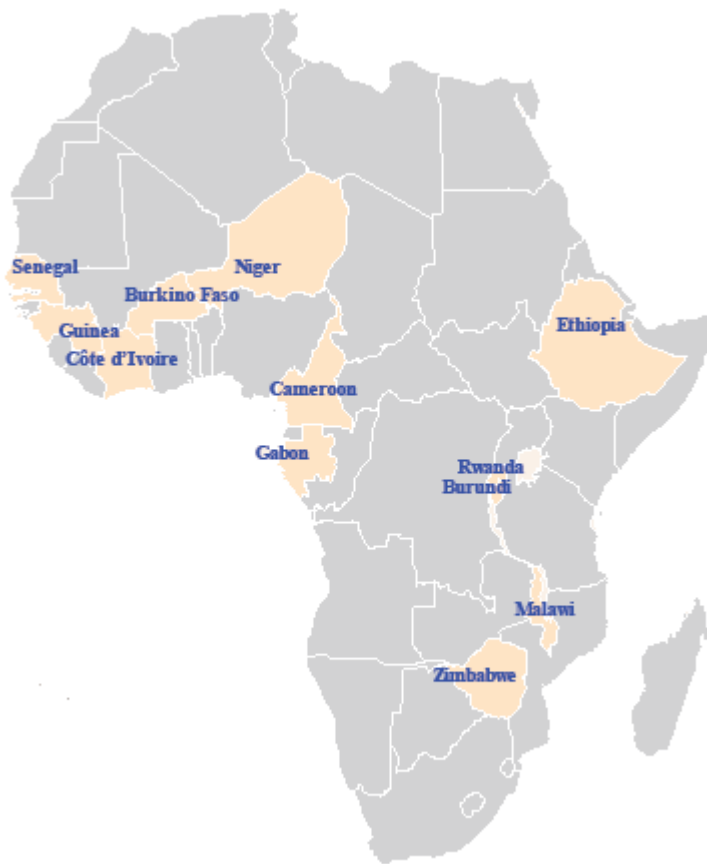 Senegal
Niger
Burkino Faso
Guinea
Ethiopia
Côte d'Ivoire
Cameroon
Gabon
Rwanda
Burundi
Malawi
Zimbabwe